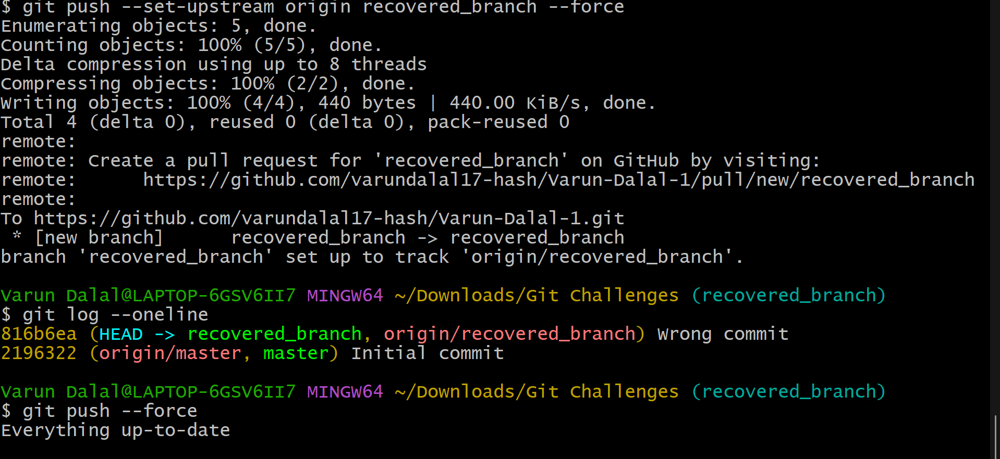 $ git push --set-upstream origin recovered_branch --force
Enumerating objects: 5, done.
Counting objects: 100% (5/5), done.
Delta compression using up to 8 threads
Compressing objects: 100% (2/2), done.
Writing objects: 100% (4/4), 440 bytes | 440.00 KiB/s, done.
Total 4 (delta 0), reused 0 (delta 0), pack-reused 0
remote:
remote: Create a pull request for 'recovered_branch' on GitHub by visiting:
remote:      https://github.com/varundalal17-hash/Varun-Dalal-1/pull/new/recovered_branch
remote:
To https://github.com/varundalal17-hash/Varun-Dalal-1.git
 * [new branch]      recovered_branch -> recovered_branch
branch 'recovered_branch' set up to track 'origin/recovered_branch'.
Varun Dalal@LAPTOP-6GSV6II7 MINGW64 ~/Downloads/Git Challenges (recovered_branch)
$ git log --oneline
816b6ea (HEAD -> recovered_branch, origin/recovered_branch) Wrong commit
2196322 (origin/master, master) Initial commit
Varun Dalal@LAPTOP-6GSV6II7 MINGW64 ~/Downloads/Git Challenges (recovered_branch)
$ git push --force
Everything up-to-date